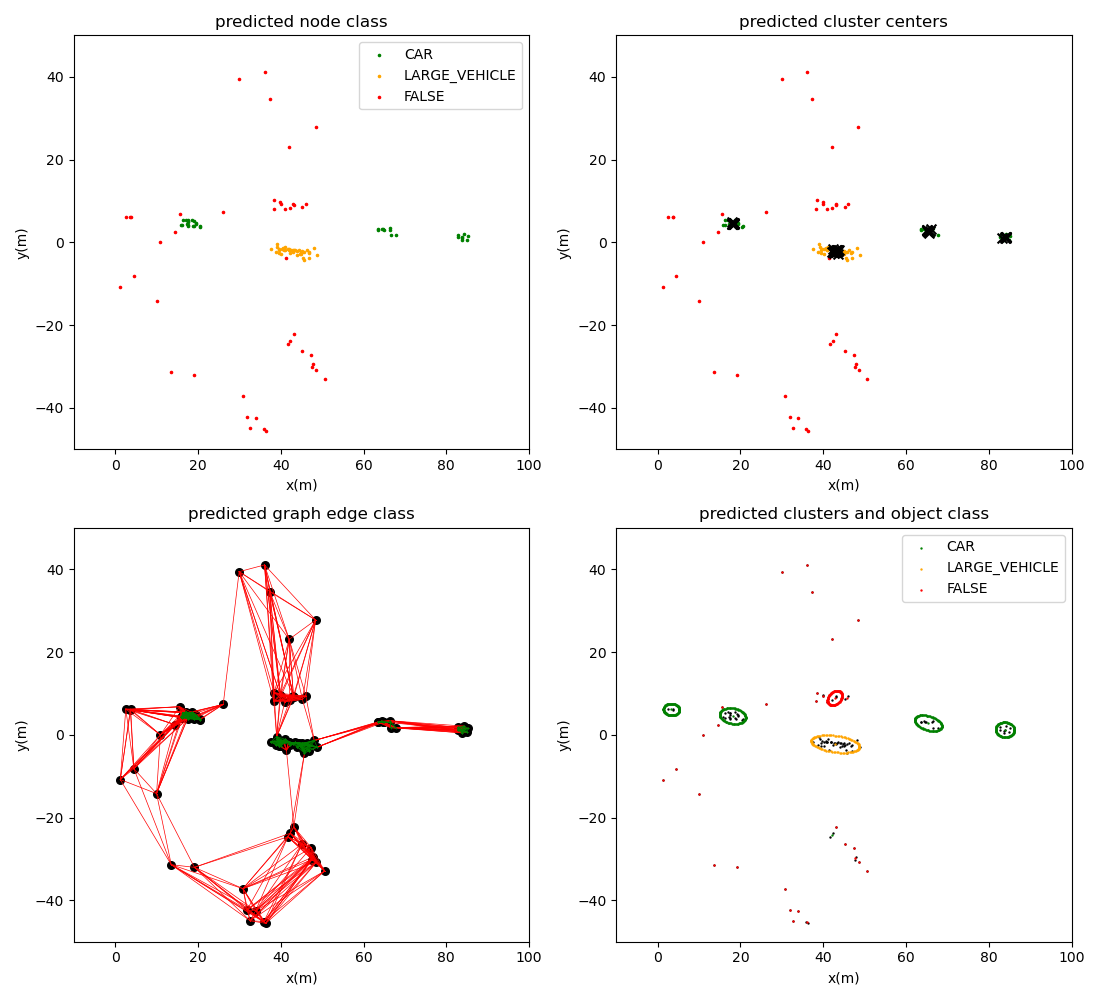 predicted node class
CAR
LARGE_VEHICLE
FALSE
40
20
0
−20
−40
y(m)
0 20 40 60 80 100
x(m)
predicted cluster centers
40
20
0
−20
−40
y(m)
0 20 40 60 80 100
x(m)
predicted graph edge class
40
20
0
−20
−40
y(m)
0 20 40 60 80 100
x(m)
predicted clusters and object class
CAR
LARGE_VEHICLE
FALSE
40
20
0
−20
−40
y(m)
0 20 40 60 80 100
x(m)